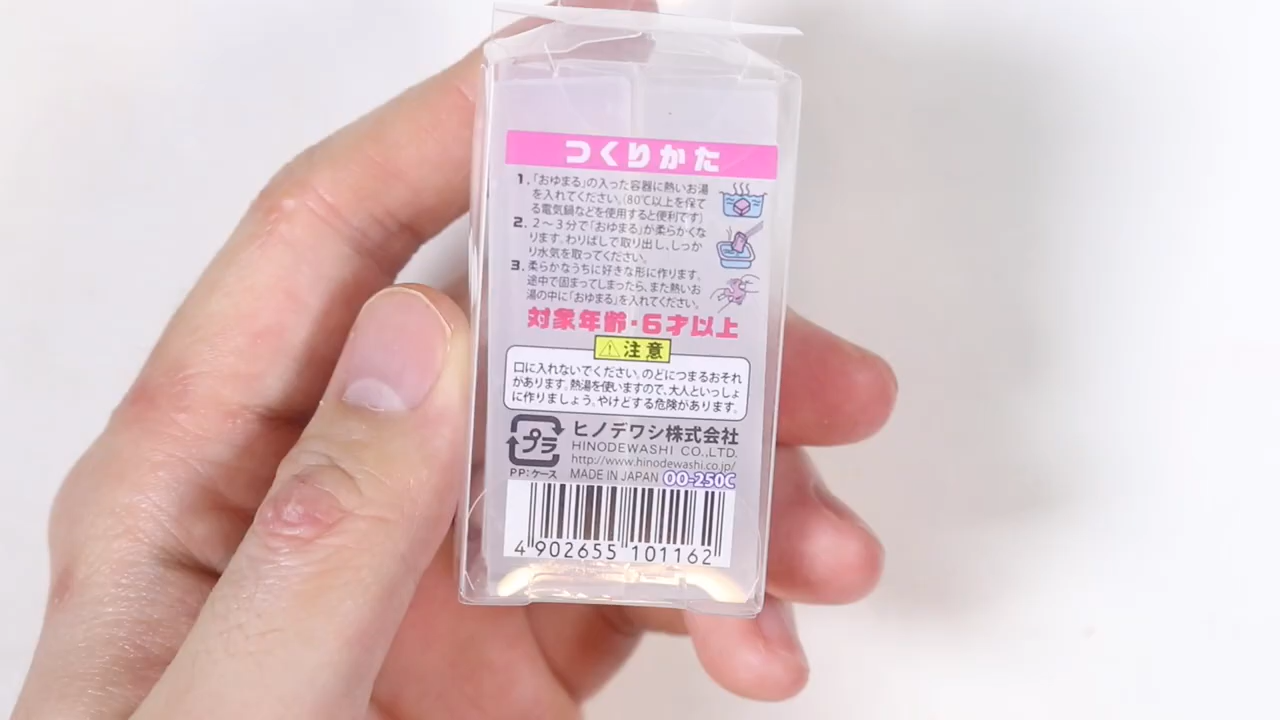 つくりかた
1.「おゆまる」の入った容器に熱いお湯
を入れてください。(80℃以上を保て
る電気鍋などを使用すると便利です)
2. 2～3分で「おゆまる」が柔らかくな
ります。わりばしで取り出し、しっか
り水気を取ってください。
3. 柔らかなうちに好きな形に作ります。
途中で固まってしまったら、また熱いお
湯の中に「おゆまる」を入れてください。
対象年齢・6才以上
注意
口に入れないでください。のどにつまるおそれ
があります。熱湯を使いますので、大人といっしょ
に作りましょう。やけどする危険があります。
プラ
PP:ケース
ヒノデワシ株式会社
HINODEWASHI CO.,LTD.
http://www.hinodewashi.co.jp/
MADE IN JAPAN OO-250C
4 902655 101162